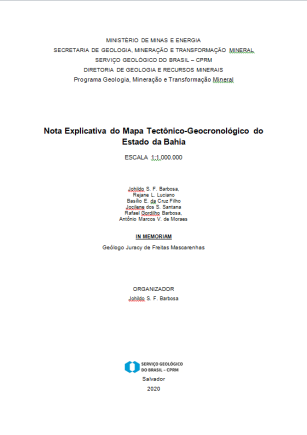 MINISTÉRIO DE MINAS E ENERGIA
SECRETARIA DE GEOLOGIA, MINERAÇÃO E TRANSFORMAÇÃO MINERAL
SERVIÇO GEOLÓGICO DO BRASIL – CPRM
DIRETORIA DE GEOLOGIA E RECURSOS MINERAIS
Programa Geologia, Mineração e Transformação Mineral
Nota Explicativa do Mapa Tectônico-Geocronológico do
Estado da Bahia
ESCALA 1:1.000.000
Johildo S. F. Barbosa,
Rejane L. Luciano
Basílio E. da Cruz Filho
Jocilene dos S. Santana
Rafael Gordilho Barbosa,
Antônio Marcos V. de Moraes
IN MEMORIAM
Geólogo Juracy de Freitas Mascarenhas
ORGANIZADOR
Johildo S. F. Barbosa
SERVIÇO GEOLÓGICO
DO BRASIL – CPRM
Salvador
2020